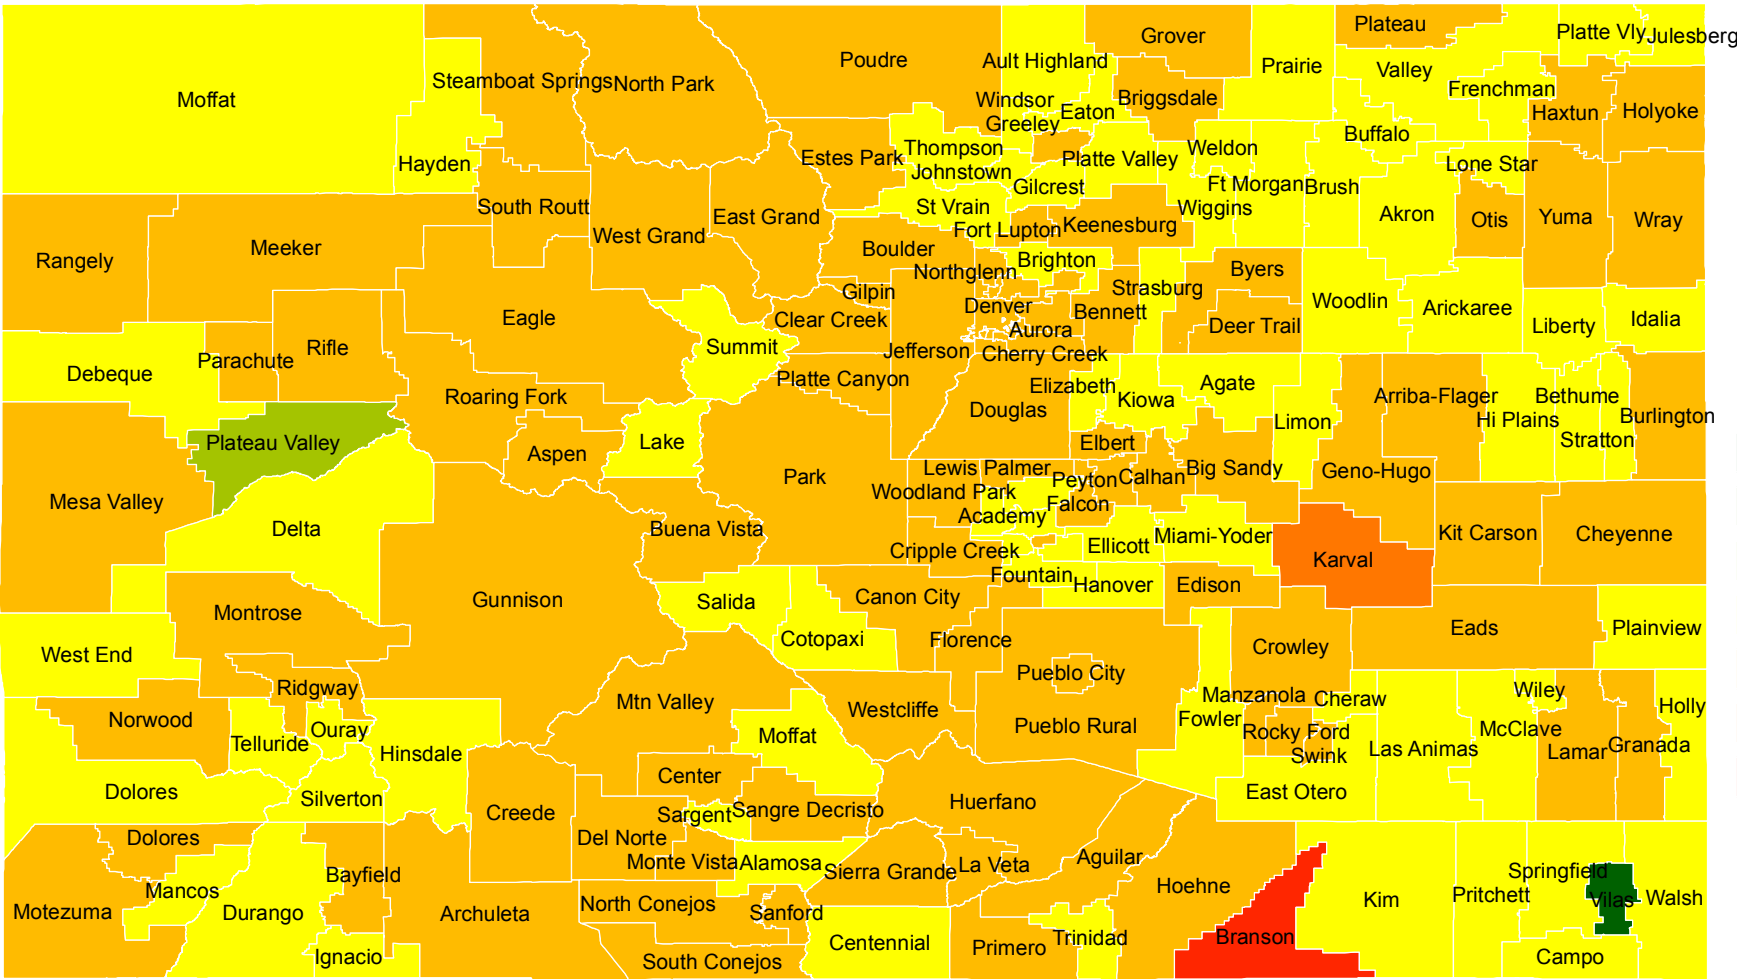 Moffat
Steamboat Springs
North Park
Poudre
Ault Highland
Grover
Prairie
Plateau
Platte Vly
Julesberg
Valley
Frenchman
Windsor
Eaton
Briggsdale
Haxtun
Holyoke
Greeley
Buffalo
Hayden
Estes Park
Thompson
Johnstown
Platte Valley
Weldon
Lone Star
Gilcrest
Ft Morgan
Brush
South Routt
East Grand
St Vrain
Wiggins
Akron
Otis
Yuma
Wray
West Grand
Fort Lupton
Keenesburg
Rangely
Meeker
Boulder
Northglenn
Brighton
Byers
Gilpin
Strasburg
Woodlin
Arickaree
Eagle
Clear Creek
Denver
Bennett
Deer Trail
Liberty
Idalia
Aurora
Parachute
Rifle
Summit
Jefferson
Cherry Creek
Debeque
Platte Canyon
Elizabeth
Agate
Roaring Fork
Douglas
Kiowa
Arriba-Flager
Bethume
Limon
Hi Plains
Burlington
Plateau Valley
Lake
Elbert
Stratton
Aspen
Mesa Valley
Park
Lewis Palmer
Peyton
Calhan
Big Sandy
Geno-Hugo
Woodland Park
Falcon
Delta
Buena Vista
Academy
Cripple Creek
Ellicott
Miami-Yoder
Karval
Kit Carson
Cheyenne
Fountain
Hanover
Edison
Gunnison
Salida
Canon City
Montrose
Cotopaxi
Florence
Crowley
Eads
Plainview
West End
Pueblo City
Ridgway
Mtn Valley
Westcliffe
Manzanola
Cheraw
Wiley
Holly
Norwood
Ouray
Telluride
Moffat
Pueblo Rural
Fowler
Rocky Ford
McClave
Hinsdale
Swink
Las Animas
Lamar
Granada
Center
Dolores
Silverton
Creede
Sargent
Sangre Decristo
Huerfano
East Otero
Dolores
Del Norte
Monte Vista
Alamosa
Sierra Grande
La Veta
Aguilar
Bayfield
Mancos
Hoehne
Springfield
Motezuma
Durango
Archuleta
North Conejos
Sanford
Kim
Pritchett
Vilas
Walsh
Centennial
Primero
Trinidad
Branson
Ignacio
South Conejos
Campo